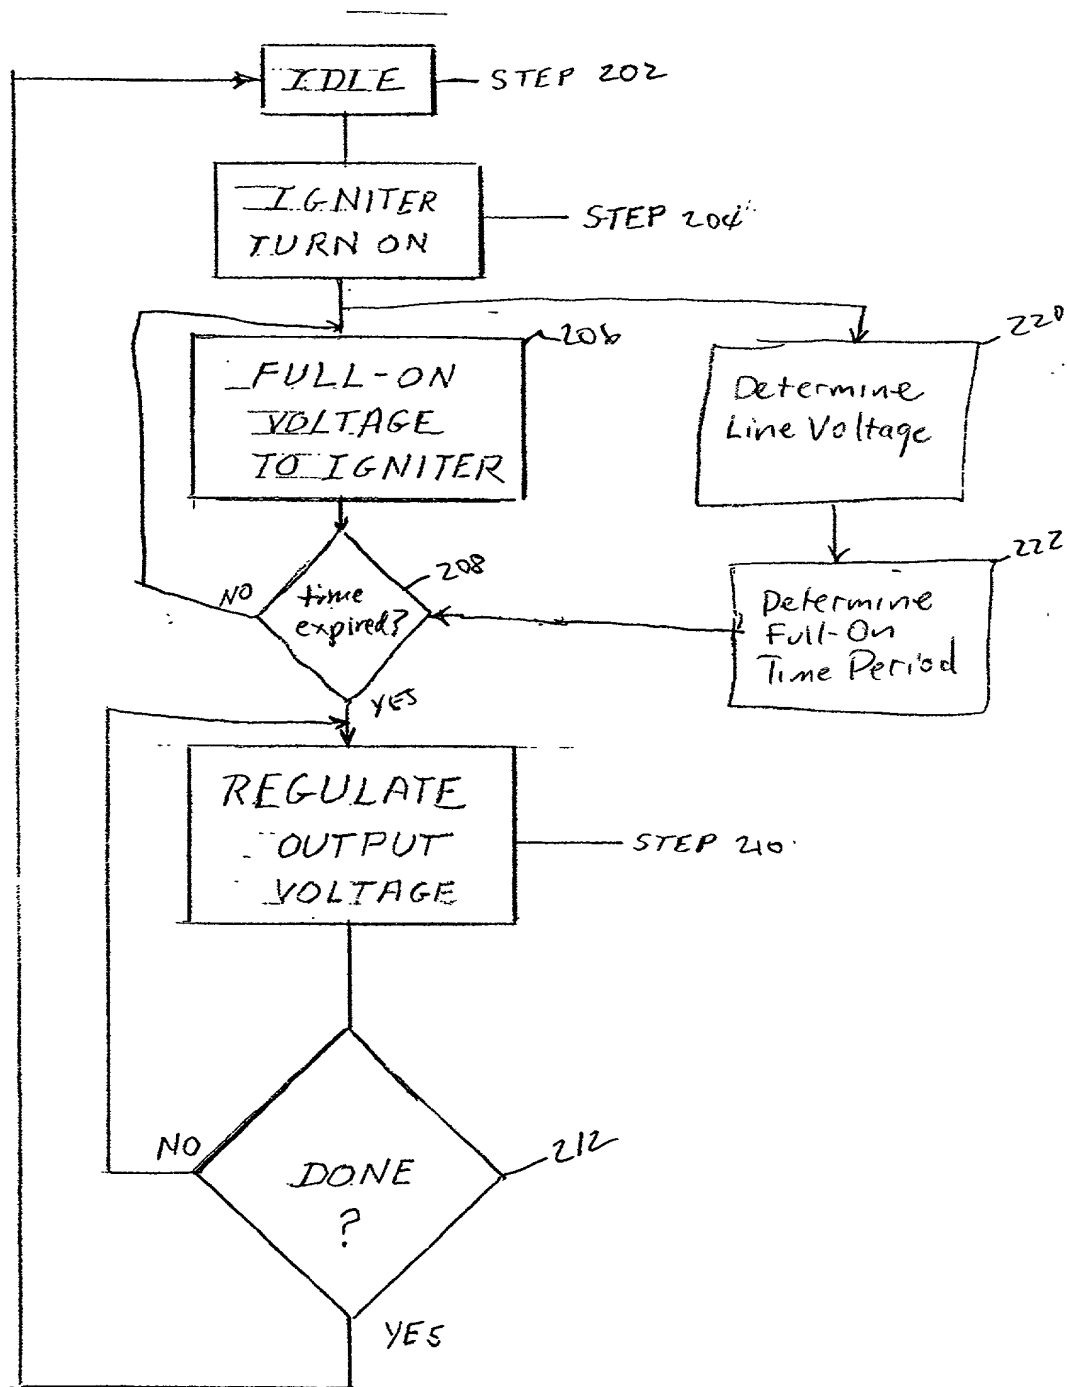 IDLE
STEP 202
IGNITER
TURN ON
STEP 204
206
FULL-ON
VOLTAGE
TO IGNITER
220
Determine
Line Voltage
208
NO
time
expired?
222
Determine
Full-On
Time Period
YES
REGULATE
OUTPUT
VOLTAGE
STEP 210
NO
212
DONE
?
YES